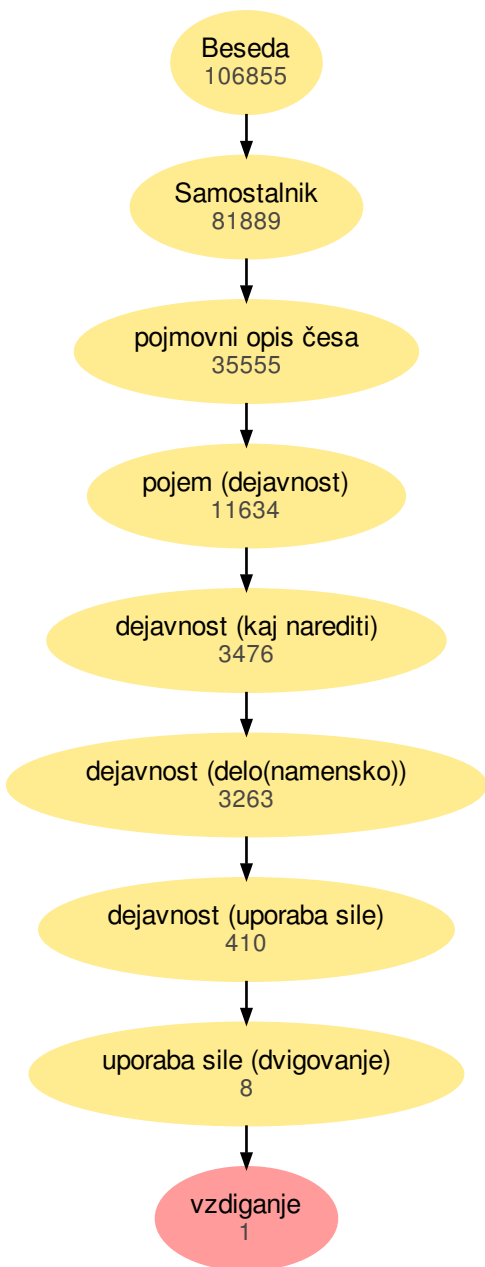 Beseda
106855
Samostalnik
81889
pojmovni opis česa
35555
pojem (dejavnost)
11634
dejavnost (kaj narediti)
3476
dejavnost (delo(namensko))
3263
dejavnost (uporaba sile)
410
uporaba sile (dvigovanje)
8
vzdiganje
1